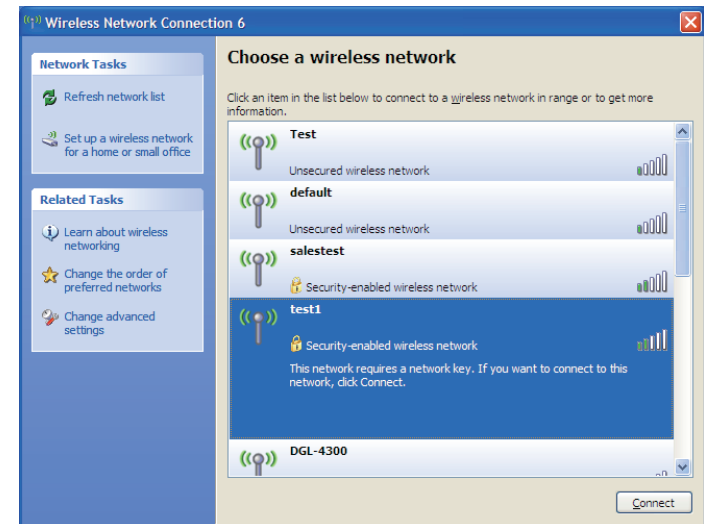 Wireless Network Connection 6
Network Tasks
Refresh network list
Set up a wireless network
for a home or small office
Related Tasks
Learn about wireless
networking
Change the order of
preferred networks
Change advanced
settings
Choose a wireless network
Click an item in the list below to connect to a wireless network in range or to get more
information.
Test
Unsecured wireless network
default
Unsecured wireless network
salestest
Security-enabled wireless network
test1
Security-enabled wireless network
This network requires a network key. If you want to connect to this
network, click Connect.
DGL-4300
Connect